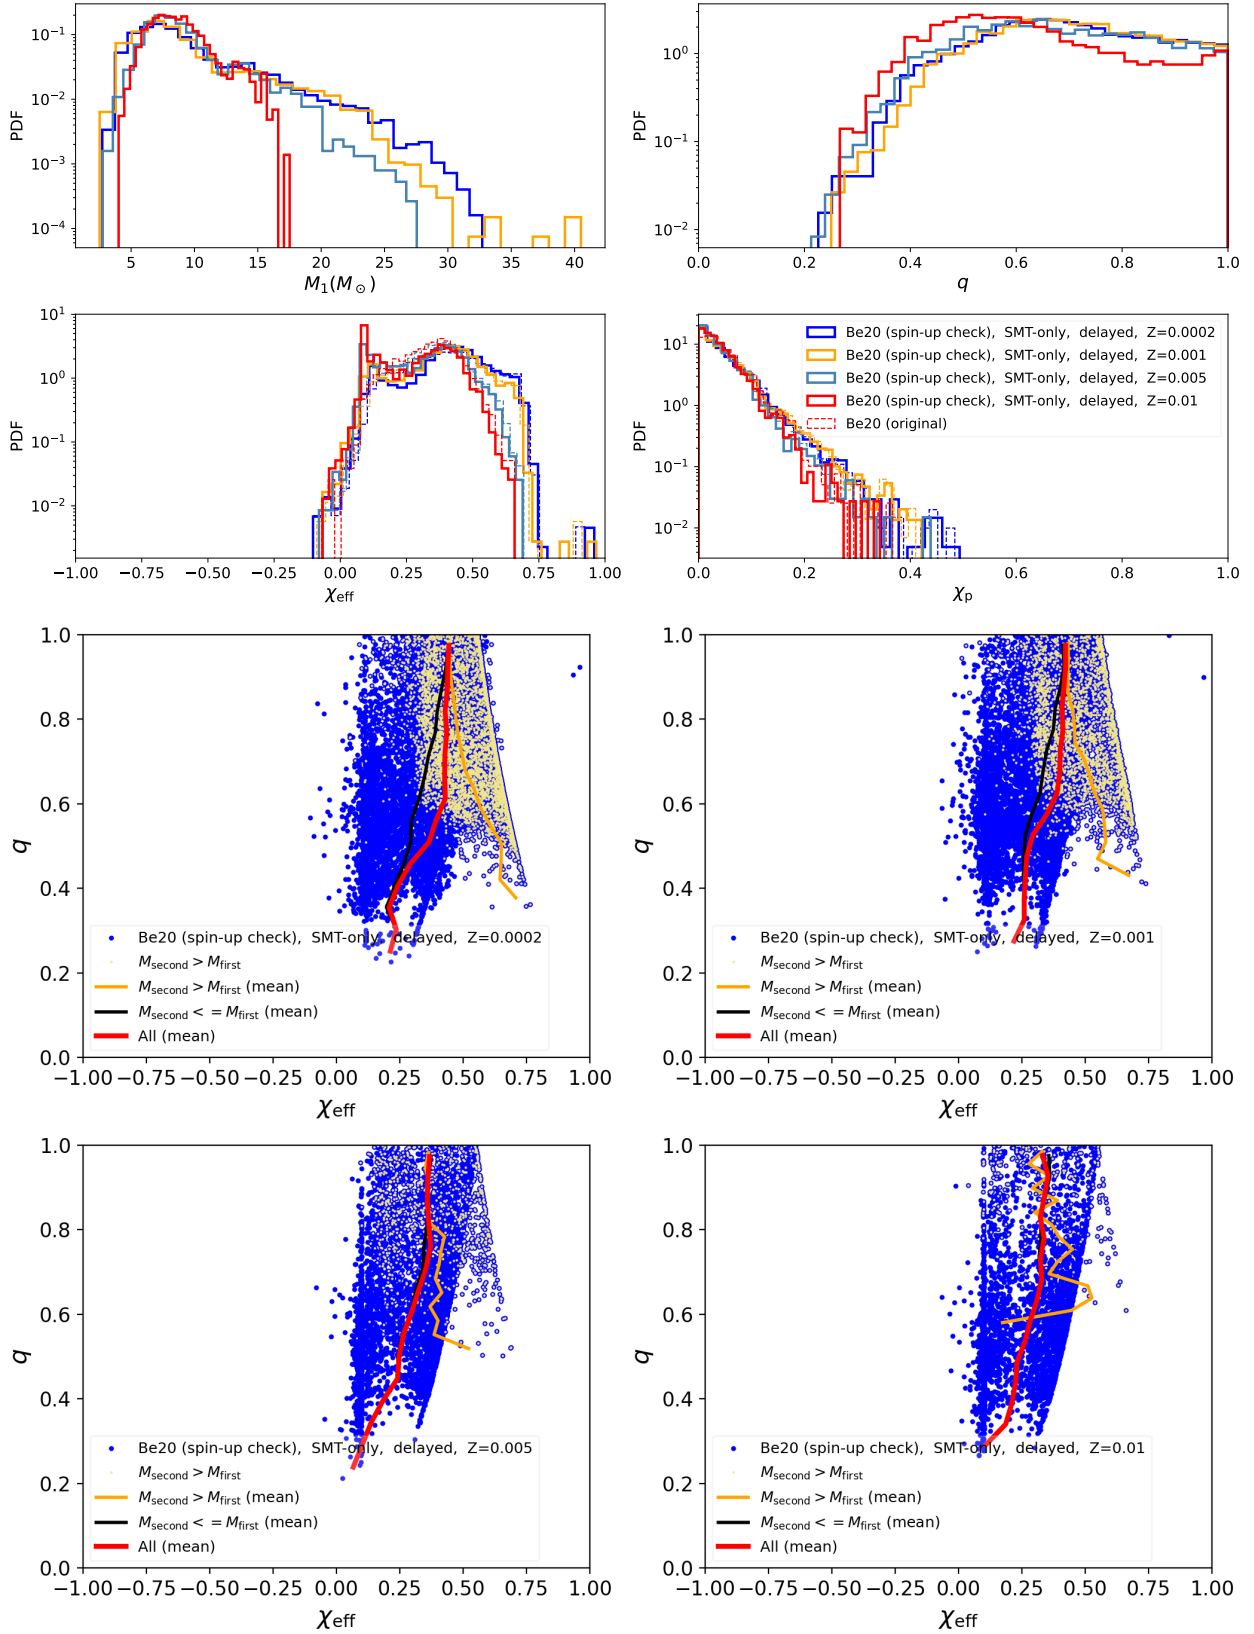 PDF
10⁻¹
10⁻²
10⁻³
10⁻⁴
5 10 15 20 25 30 35 40
M₁(M⊙)
PDF
10⁰
10⁻¹
10⁻²
0.0 0.2 0.4 0.6 0.8 1.0
q
PDF
10¹
10⁰
10⁻¹
10⁻²
−1.00 −0.75 −0.50 −0.25 0.00 0.25 0.50 0.75 1.00
χeff
PDF
10¹
10⁰
10⁻¹
10⁻²
0.0 0.2 0.4 0.6 0.8 1.0
χp
Be20 (spin-up check), SMT-only, delayed, Z=0.0002
Be20 (spin-up check), SMT-only, delayed, Z=0.001
Be20 (spin-up check), SMT-only, delayed, Z=0.005
Be20 (spin-up check), SMT-only, delayed, Z=0.01
Be20 (original)
q
1.0
0.8
0.6
0.4
0.2
0.0
Be20 (spin-up check), SMT-only, delayed, Z=0.0002
Msecond > Mfirst
Msecond > Mfirst (mean)
Msecond <= Mfirst (mean)
All (mean)
−1.00 −0.75 −0.50 −0.25 0.00 0.25 0.50 0.75 1.00
χeff
q
1.0
0.8
0.6
0.4
0.2
0.0
Be20 (spin-up check), SMT-only, delayed, Z=0.001
Msecond > Mfirst
Msecond > Mfirst (mean)
Msecond <= Mfirst (mean)
All (mean)
−1.00 −0.75 −0.50 −0.25 0.00 0.25 0.50 0.75 1.00
χeff
q
1.0
0.8
0.6
0.4
0.2
0.0
Be20 (spin-up check), SMT-only, delayed, Z=0.005
Msecond > Mfirst
Msecond > Mfirst (mean)
Msecond <= Mfirst (mean)
All (mean)
−1.00 −0.75 −0.50 −0.25 0.00 0.25 0.50 0.75 1.00
χeff
q
1.0
0.8
0.6
0.4
0.2
0.0
Be20 (spin-up check), SMT-only, delayed, Z=0.01
Msecond > Mfirst
Msecond > Mfirst (mean)
Msecond <= Mfirst (mean)
All (mean)
−1.00 −0.75 −0.50 −0.25 0.00 0.25 0.50 0.75 1.00
χeff